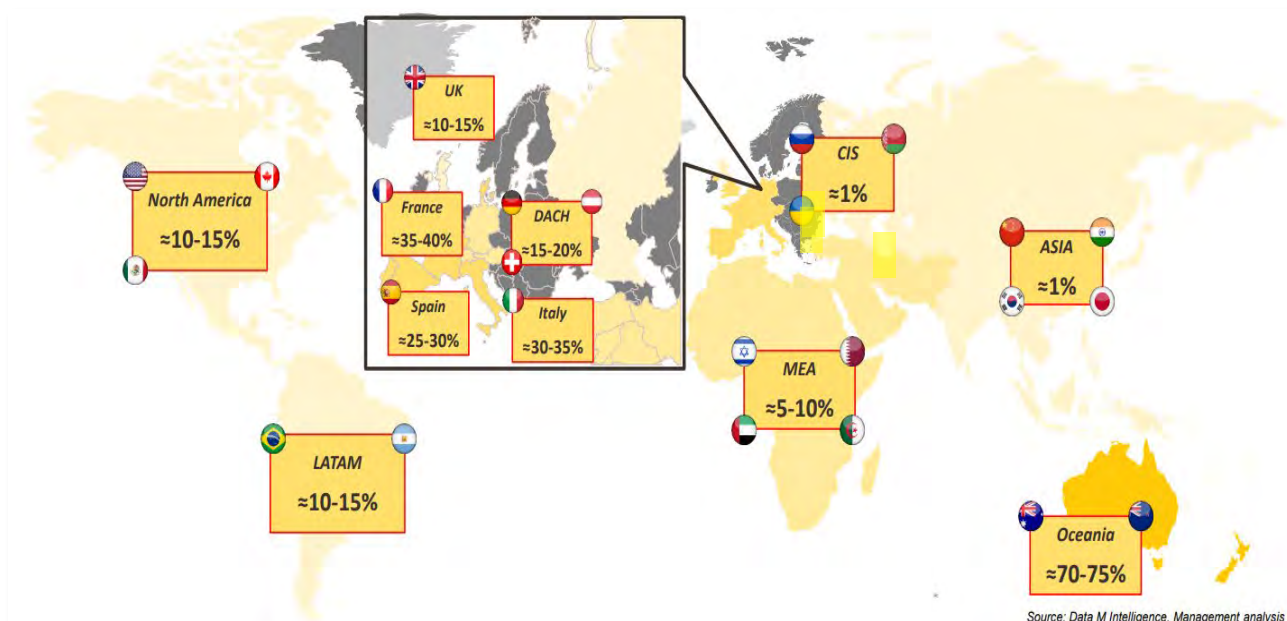 UK
≈10-15%
CIS
≈1%
North America
≈10-15%
France
≈35-40%
DACH
≈15-20%
ASIA
≈1%
Spain
≈25-30%
Italy
≈30-35%
MEA
≈5-10%
LATAM
≈10-15%
Oceania
≈70-75%
Source: Data M Intelligence, Management analysis